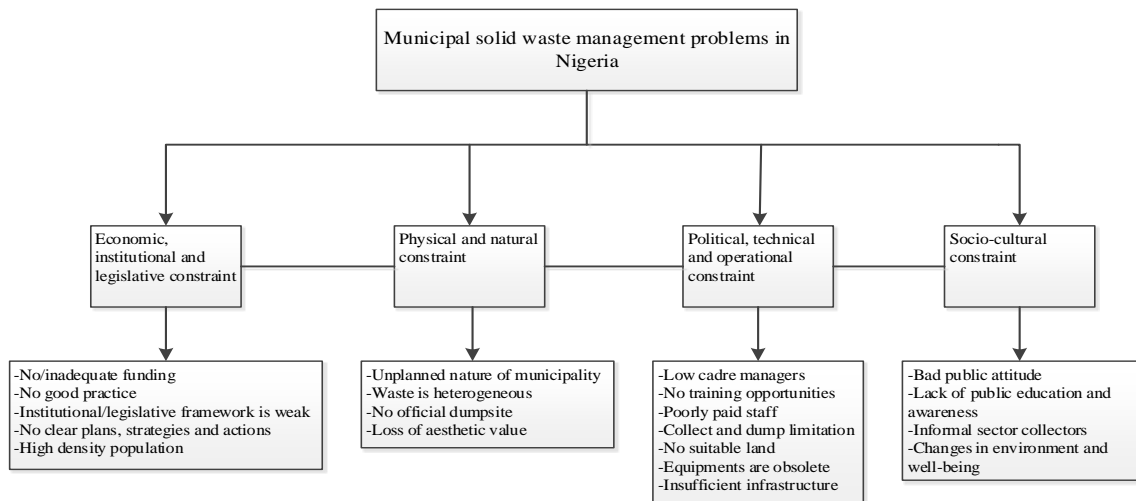 Municipal solid waste management problems in
Nigeria
Economic,
institutional and
legislative constraint
Physical and natural
constraint
Political, technical
and operational
constraint
Socio-cultural
constraint
-No/inadequate funding
-No good practice
-Institutional/legislative framework is weak
-No clear plans, strategies and actions
-High density population
-Unplanned nature of municipality
-Waste is heterogeneous
-No official dumpsite
-Loss of aesthetic value
-Low cadre managers
-No training opportunities
-Poorly paid staff
-Collect and dump limitation
-No suitable land
-Equipments are obsolete
-Insufficient infrastructure
-Bad public attitude
-Lack of public education and
awareness
-Informal sector collectors
-Changes in environment and
well-being